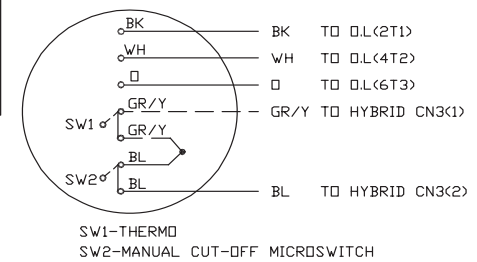 BK BK TO O.L(2T1)
WH WH TO O.L(4T2)
O O TO O.L(6T3)
GR/Y GR/Y TO HYBRID CN3(1)
SW1 GR/Y
BL
SW2 BL BL TO HYBRID CN3(2)
SW1-THERMO
SW2-MANUAL CUT-OFF MICROSWITCH